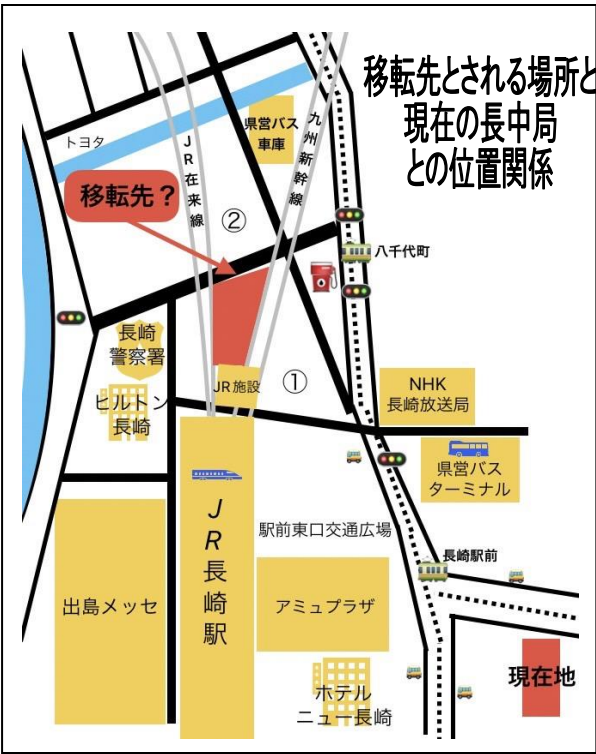 移転先とされる場所と
現在の長中局
との位置関係
トヨタ
JR在来線
県営バス
車庫
九州新幹線
移転先？
②
八千代町
長崎
警察署
JR施設
①
NHK
長崎放送局
ヒルトン
長崎
県営バス
ターミナル
JR長崎駅
駅前東口交通広場
長崎駅前
出島メッセ
アミュプラザ
現在地
ホテル
ニュー長崎